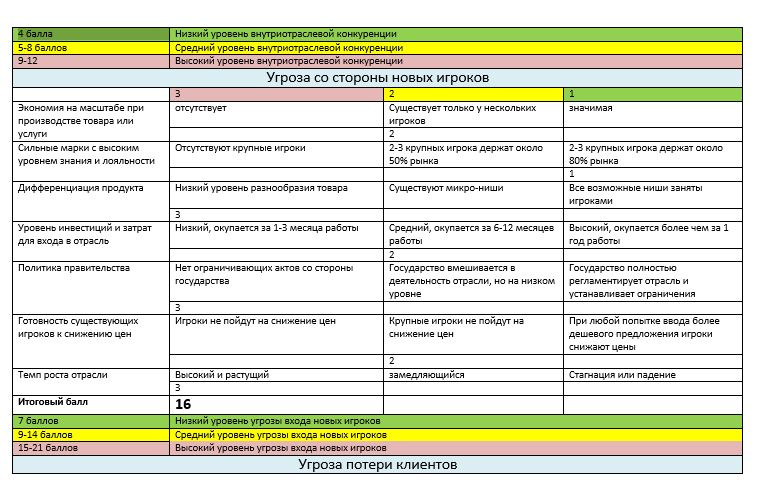 4 балла Низкий уровень внутриотраслевой конкуренции
5-8 баллов Средний уровень внутриотраслевой конкуренции
9-12 Высокий уровень внутриотраслевой конкуренции
Угроза со стороны новых игроков
3 2 1
Экономия на масштабе при производстве товара или услуги отсутствует Существует только у нескольких игроков значимая
2
Сильные марки с высоким уровнем знания и лояльности Отсутствуют крупные игроки 2-3 крупных игрока держат около 50% рынка 2-3 крупных игрока держат около 80% рынка
1
Дифференциация продукта Низкий уровень разнообразия товара Существуют микро-ниши Все возможные ниши заняты игроками
3
Уровень инвестиций и затрат для входа в отрасль Низкий, окупается за 1-3 месяца работы Средний, окупается за 6-12 месяцев работы Высокий, окупается более чем за 1 год работы
2
Политика правительства Нет ограничивающих актов со стороны государства Государство вмешивается в деятельность отрасли, но на низком уровне Государство полностью регламентирует отрасль и устанавливает ограничения
3
Готовность существующих игроков к снижению цен Игроки не пойдут на снижение цен Крупные игроки не пойдут на снижение цен При любой попытке ввода более дешевого предложения игроки снижают цены
2
Темп роста отрасли Высокий и растущий замедляющийся Стагнация или падение
3
Итоговый балл 16
7 баллов Низкий уровень угрозы входа новых игроков
9-14 баллов Средний уровень угрозы входа новых игроков
15-21 баллов Высокий уровень угрозы входа новых игроков
Угроза потери клиентов